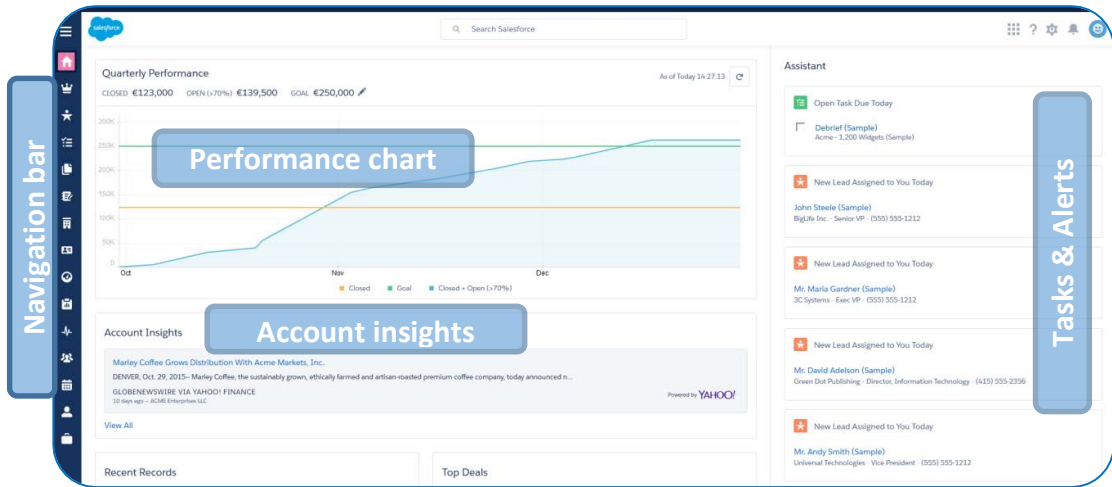 salesforce
Search Salesforce
Navigation bar
Quarterly Performance
As of Today 14:27:13
CLOSED €123,000 OPEN (>70%) €139,500 GOAL €250,000
300K
250K
200K
150K
100K
50K
0
Oct Nov Dec
Closed Goal Closed + Open (>70%)
Performance chart
Account Insights
Account insights
Marley Coffee Grows Distribution With Acme Markets, Inc.
DENVER, Oct. 29, 2015– Marley Coffee, the sustainably grown, ethically farmed and artisan-roasted premium coffee company, today announced n...
GLOBENEWSWIRE VIA YAHOO! FINANCE
10 days ago – ACME Enterprises LLC
Powered by YAHOO!
View All
Recent Records
Top Deals
Assistant
Open Task Due Today
Debrief (Sample)
Acme - 1,200 Widgets (Sample)
New Lead Assigned to You Today
John Steele (Sample)
BigLife Inc. · Senior VP · (555) 555-1212
New Lead Assigned to You Today
Mr. Maria Gardner (Sample)
3C Systems · Exec VP · (555) 555-1212
New Lead Assigned to You Today
Mr. David Adelson (Sample)
Green Dot Publishing · Director, Information Technology · (415) 555-2356
New Lead Assigned to You Today
Mr. Andy Smith (Sample)
Universal Technologies · Vice President · (555) 555-1212
Tasks & Alerts